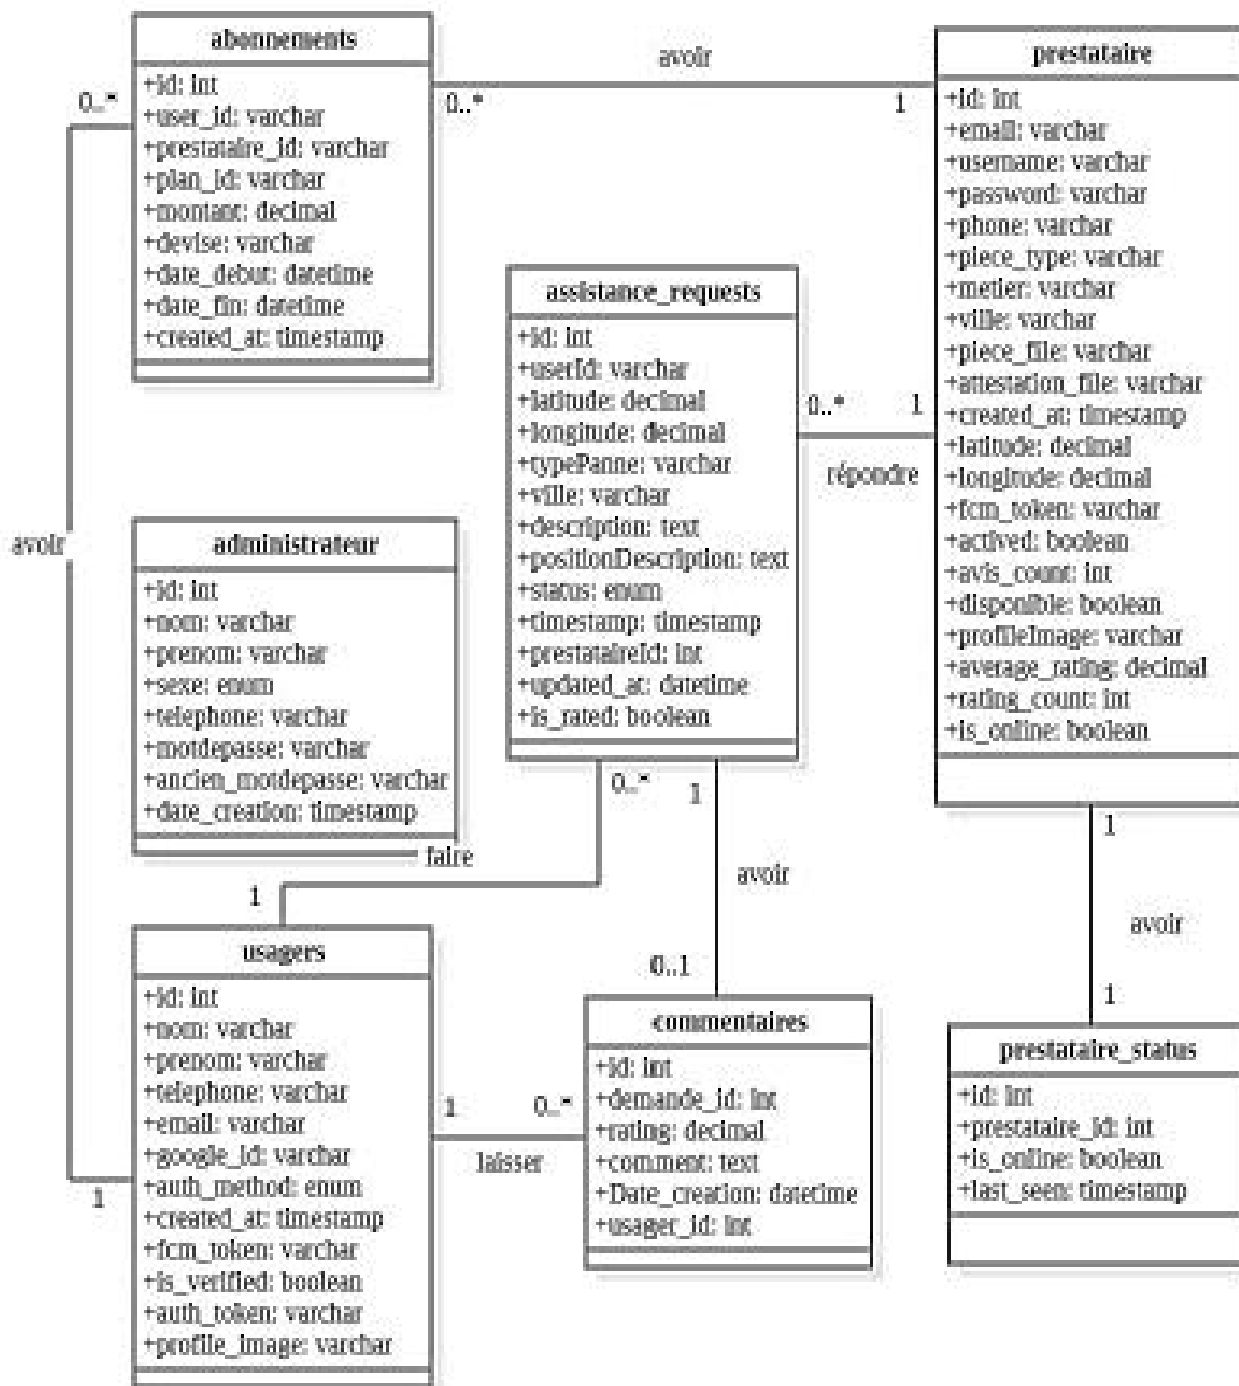 abonnements
+id: int
+user_id: varchar
+prestataire_id: varchar
+plan_id: varchar
+montant: decimal
+devise: varchar
+date_debut: datetime
+date_fin: datetime
+created_at: timestamp
avoir
0..*
1
0..*
prestataire
+id: int
+email: varchar
+username: varchar
+password: varchar
+phone: varchar
+piece_type: varchar
+metier: varchar
+ville: varchar
+piece_file: varchar
+attestation_file: varchar
+created_at: timestamp
+latitude: decimal
+longitude: decimal
+fcm_token: varchar
+actived: boolean
+avis_count: int
+disponible: boolean
+profileImage: varchar
+average_rating: decimal
+rating_count: int
+is_online: boolean
assistance_requests
+id: int
+userId: varchar
+latitude: decimal
+longitude: decimal
+typePanne: varchar
+ville: varchar
+description: text
+positionDescription: text
+status: enum
+timestamp: timestamp
+prestataireId: int
+updated_at: datetime
+is_rated: boolean
0..*
1
répondre
avoir
administrateur
+id: int
+nom: varchar
+prenom: varchar
+sexe: enum
+telephone: varchar
+motdepasse: varchar
+ancien_motdepasse: varchar
+date_creation: timestamp
faire
0..*
1
1
avoir
0..1
1
avoir
1
usagers
+id: int
+nom: varchar
+prenom: varchar
+telephone: varchar
+email: varchar
+google_id: varchar
+auth_method: enum
+created_at: timestamp
+fcm_token: varchar
+is_verified: boolean
+auth_token: varchar
+profile_image: varchar
1
1
0..*
laisser
commentaires
+id: int
+demande_id: int
+rating: decimal
+comment: text
+Date_creation: datetime
+usager_id: int
prestataire_status
+id: int
+prestataire_id: int
+is_online: boolean
+last_seen: timestamp